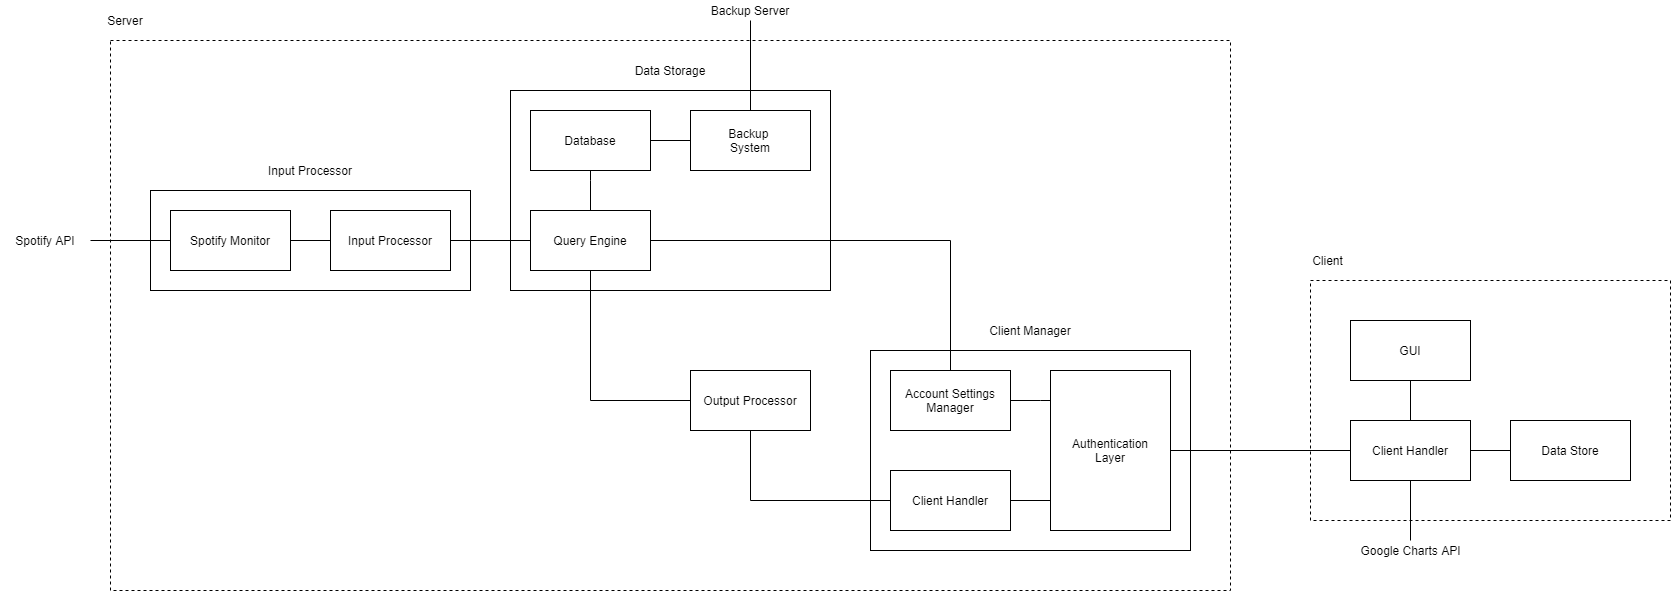 Backup Server
Server
Data Storage
Database
Backup
System
Input Processor
Spotify API
Spotify Monitor
Input Processor
Query Engine
Client
Client Manager
GUI
Output Processor
Account Settings
Manager
Authentication
Layer
Client Handler
Data Store
Client Handler
Google Charts API